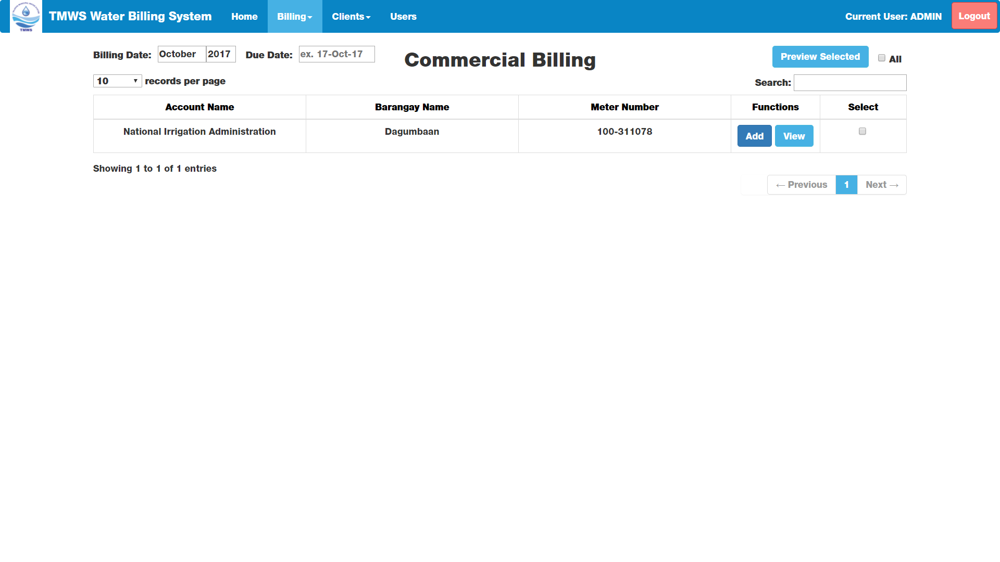 TMWS
TMWS Water Billing System Home Billing Clients Users Current User: ADMIN Logout
Billing Date: October 2017 Due Date: ex. 17-Oct-17 Commercial Billing Preview Selected All
10 records per page Search:
Account Name Barangay Name Meter Number Functions Select
National Irrigation Administration Dagumbaan 100-311078 Add View
Showing 1 to 1 of 1 entries
← Previous 1 Next →